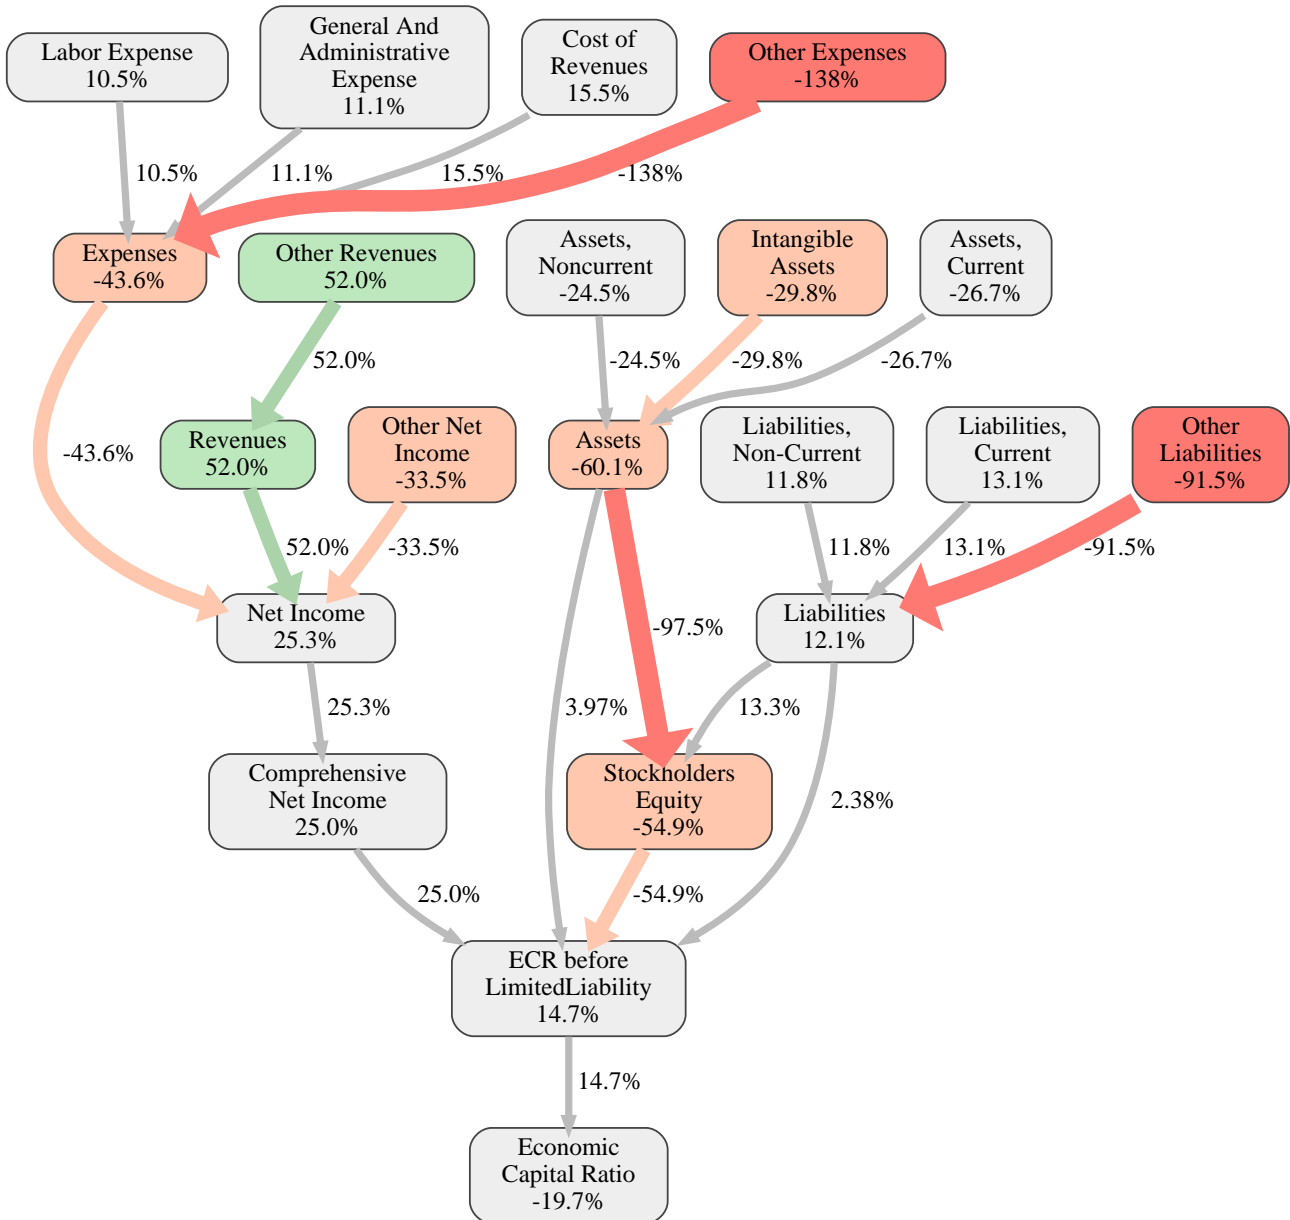 Labor Expense
10.5%
General And
Administrative
Expense
11.1%
Cost of
Revenues
15.5%
Other Expenses
-138%
10.5%
11.1%
15.5%
-138%
Expenses
-43.6%
Other Revenues
52.0%
Assets,
Noncurrent
-24.5%
Intangible
Assets
-29.8%
Assets,
Current
-26.7%
52.0%
-24.5%
-29.8%
-26.7%
-43.6%
Revenues
52.0%
Other Net
Income
-33.5%
Assets
-60.1%
Liabilities,
Non-Current
11.8%
Liabilities,
Current
13.1%
Other
Liabilities
-91.5%
52.0%
-33.5%
11.8%
13.1%
-91.5%
Net Income
25.3%
-97.5%
Liabilities
12.1%
25.3%
3.97%
13.3%
Comprehensive
Net Income
25.0%
Stockholders
Equity
-54.9%
2.38%
25.0%
-54.9%
ECR before
LimitedLiability
14.7%
14.7%
Economic
Capital Ratio
-19.7%